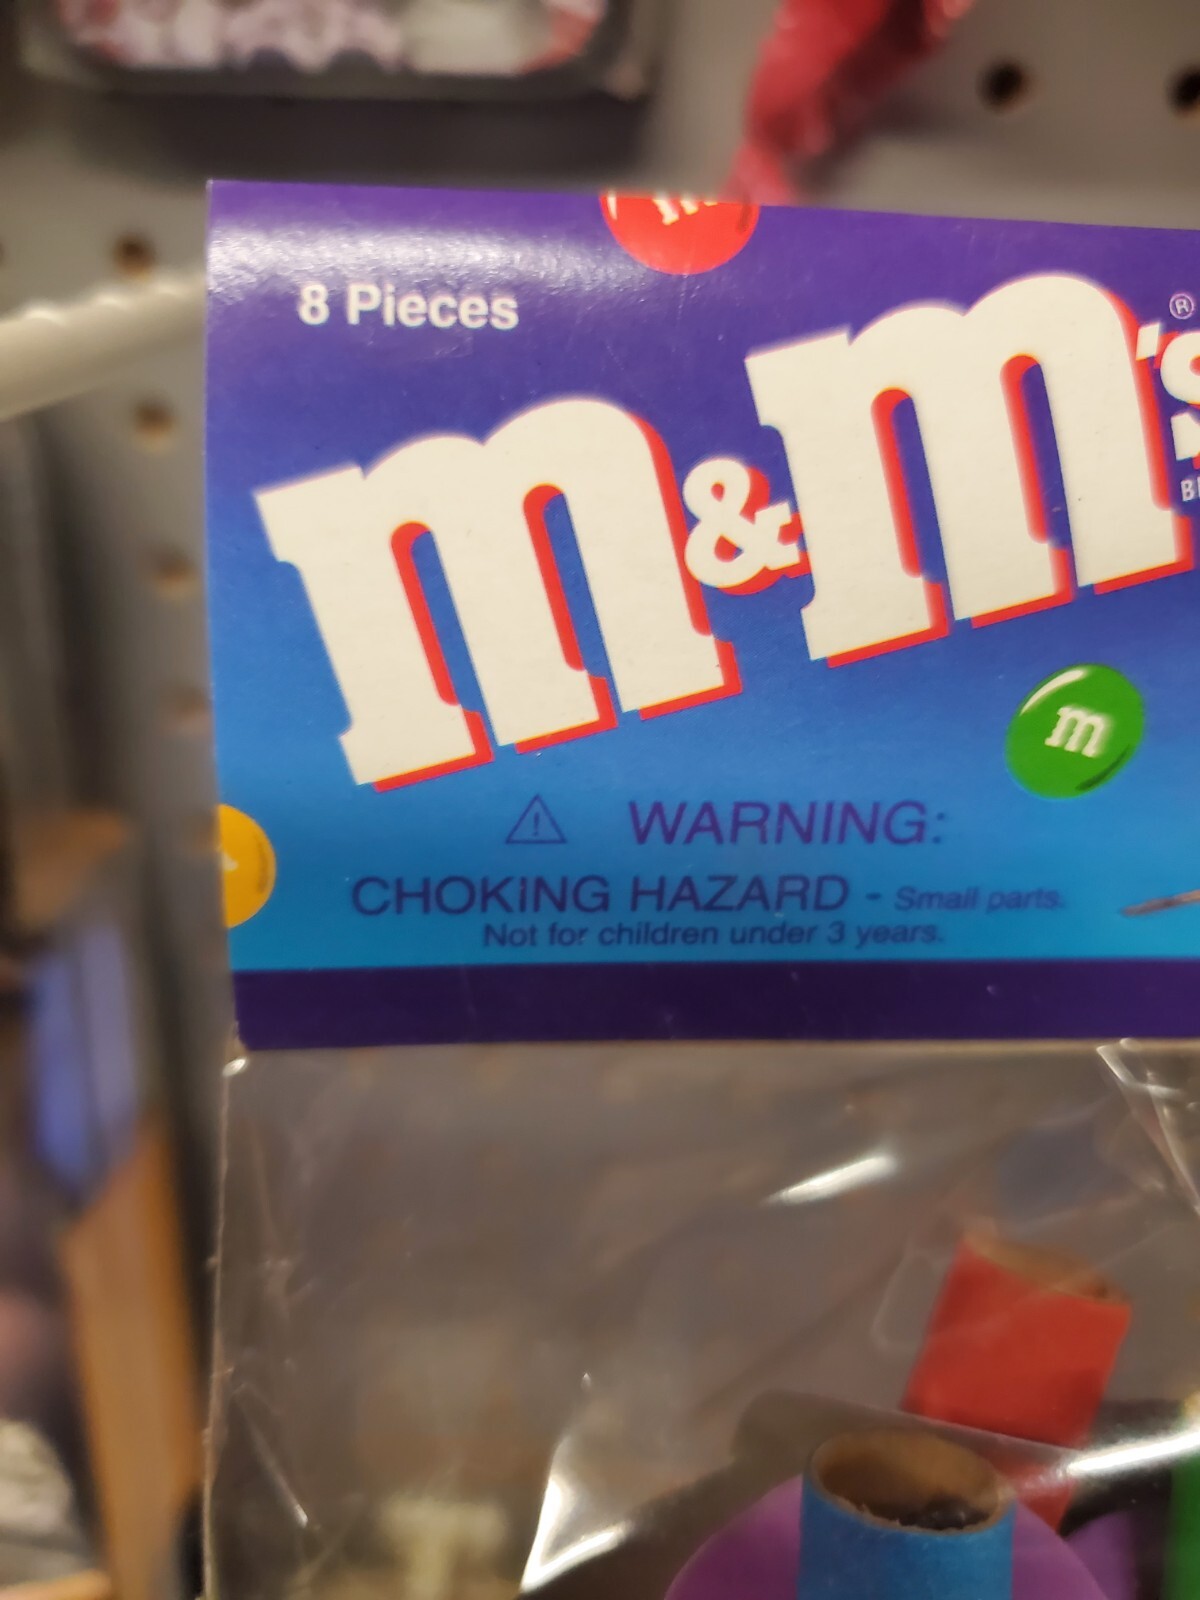 m
8 Pieces
m&m's®
m
⚠ WARNING:
CHOKING HAZARD - Small parts.
Not for children under 3 years.